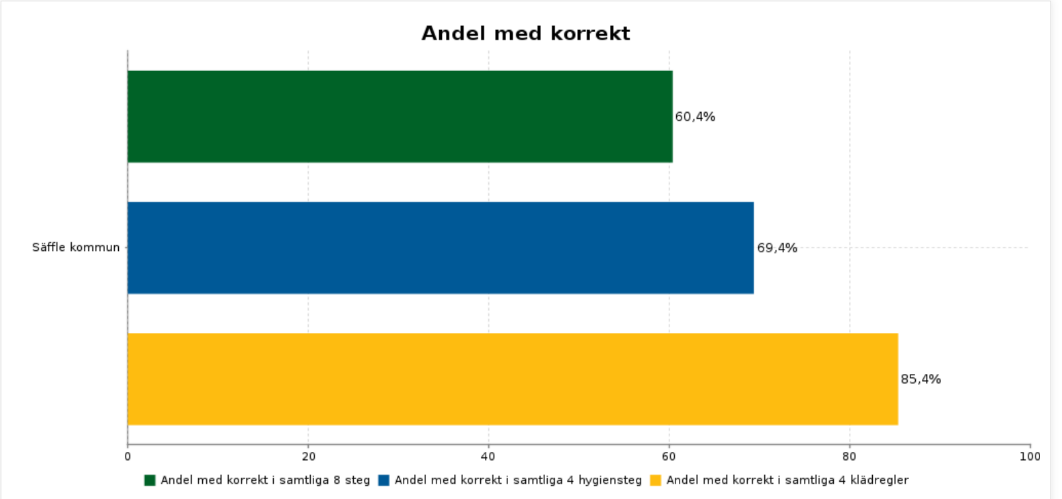 Andel med korrekt
60,4%
Säffle kommun
69,4%
85,4%
0 20 40 60 80 100
Andel med korrekt i samtliga 8 steg Andel med korrekt i samtliga 4 hygiensteg Andel med korrekt i samtliga 4 klädregler